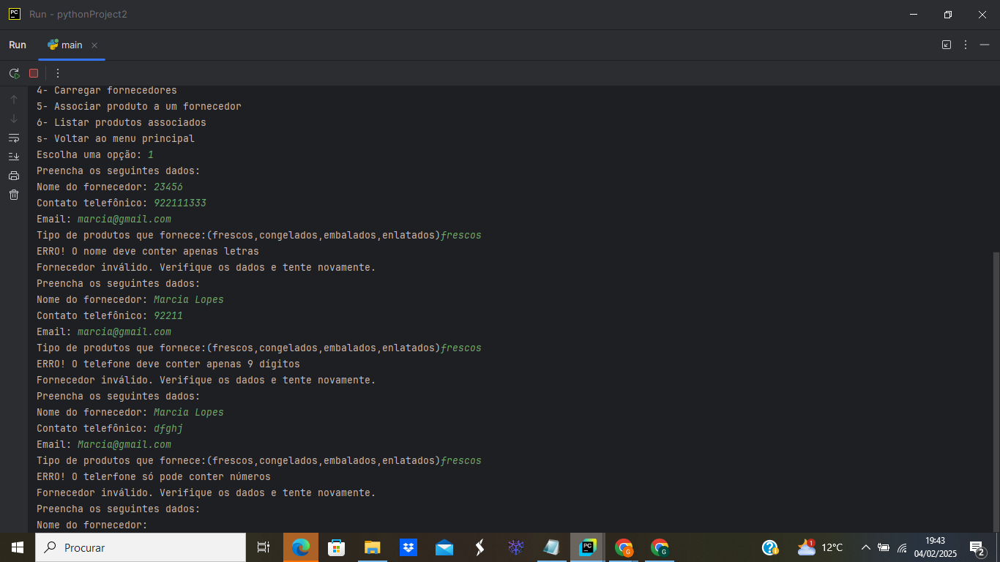 PC
Run - pythonProject2
Run
main
4- Carregar fornecedores
5- Associar produto a um fornecedor
6- Listar produtos associados
s- Voltar ao menu principal
Escolha uma opção: 1
Preencha os seguintes dados:
Nome do fornecedor: 23456
Contato telefônico: 922111333
Email: marcia@gmail.com
Tipo de produtos que fornece:(frescos,congelados,embalados,enlatados)frescos
ERRO! O nome deve conter apenas letras
Fornecedor inválido. Verifique os dados e tente novamente.
Preencha os seguintes dados:
Nome do fornecedor: Marcia Lopes
Contato telefônico: 92211
Email: marcia@gmail.com
Tipo de produtos que fornece:(frescos,congelados,embalados,enlatados)frescos
ERRO! O telefone deve conter apenas 9 digitos
Fornecedor inválido. Verifique os dados e tente novamente.
Preencha os seguintes dados:
Nome do fornecedor: Marcia Lopes
Contato telefônico: dfghj
Email: Marcia@gmail.com
Tipo de produtos que fornece:(frescos,congelados,embalados,enlatados)frescos
ERRO! O telerfone só pode conter números
Fornecedor inválido. Verifique os dados e tente novamente.
Preencha os seguintes dados:
Nome do fornecedor:
Procurar
PC
G
G
1
12°C
19:43
04/02/2025
2